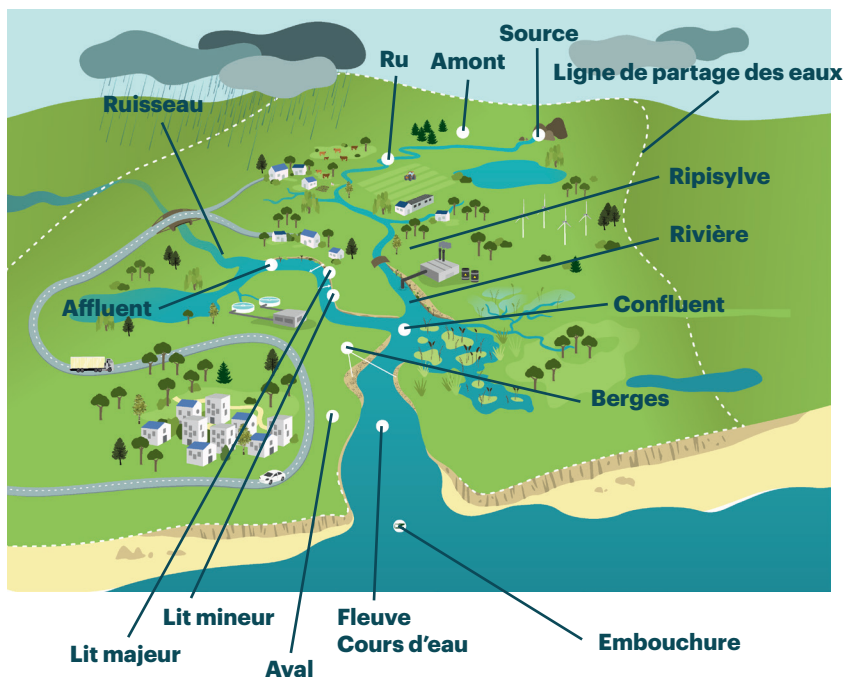 Source
Ru
Amont
Ligne de partage des eaux
Ruisseau
Ripisylve
Rivière
Affluent
Confluent
Berges
Lit mineur
Fleuve
Cours d'eau
Embouchure
Lit majeur
Aval